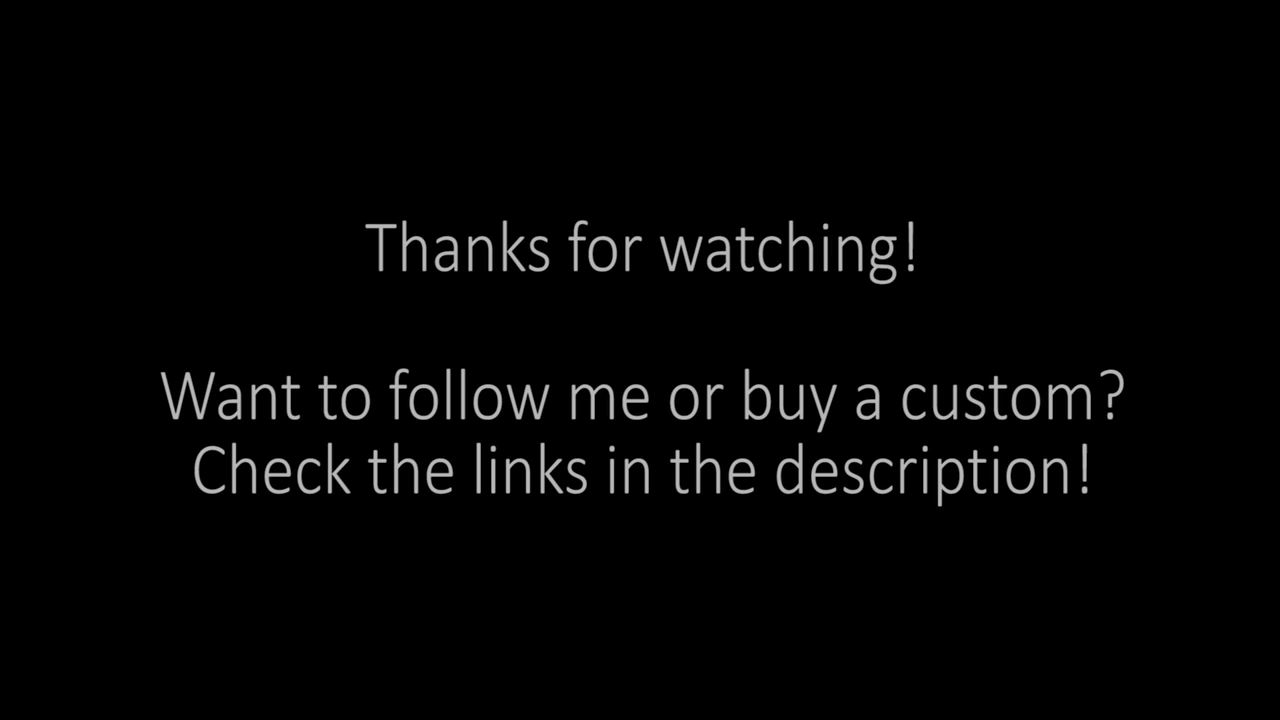 Thanks for watching!
Want to follow me or buy a custom?
Check the links in the description!